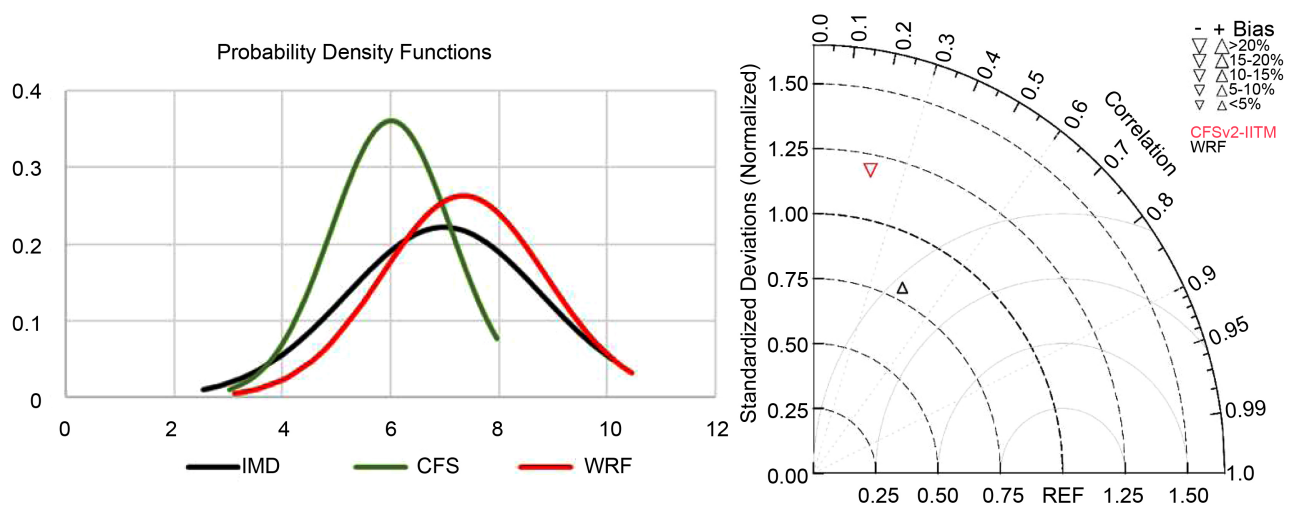 Probability Density Functions
0.4
0.3
0.2
0.1
0
0 2 4 6 8 10 12
IMD CFS WRF
Standardized Deviations (Normalized)
1.50
1.25
1.00
0.75
0.50
0.25
0.00
0.25 0.50 0.75 REF 1.25 1.50
0.0 0.1 0.2 0.3 0.4 0.5 0.6 0.7 0.8 0.9 0.95 0.99 1.0
Correlation
- + Bias
>20%
15-20%
10-15%
5-10%
<5%
CFSv2-IITM
WRF